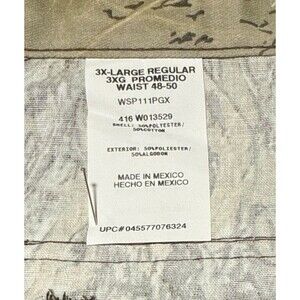 3X-LARGE REGULAR
3XG PROMEDIO
WAIST 48-50
WSP111PGX
416 W013529
SHELL: 50%POLYESTER/
50%COTTON
EXTERIOR: 50%POLIESTER/
50%ALGODON
MADE IN MEXICO
HECHO EN MEXICO
UPC#045577076324